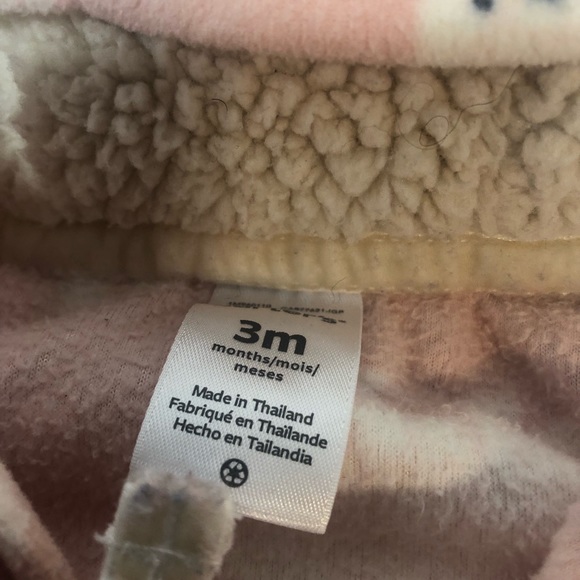 3m
months/mois/
meses
Made in Thailand
Fabriqué en Thaïlande
Hecho en Tailandia